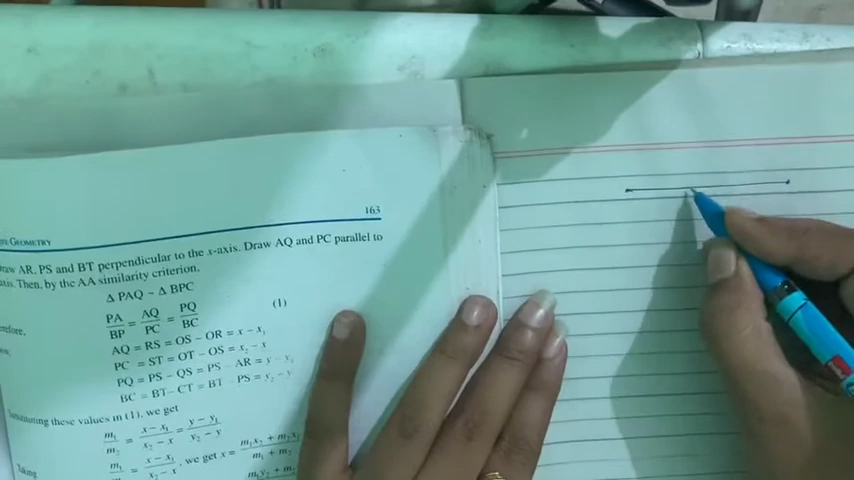 GEOMETRY
163
raw AR, PS and BT perpendicular to the x-axis. Draw AQ and PC parallel to
axis. Then, by the AA similarity criterion,
Δ PAQ ~ Δ BPC
PA/BP = AQ/PC = PQ/BC (1)
erefore,
AQ = RS = OS – OR = x – x₁
PC = ST = OT – OS = x₂ – x
PQ = PS – QS = PS – AR = y – y₁
BC = BT – CT = BT – PS = y₂ – y
these values in (1), we get
m₁/m₂ = x – x₁/x₂ – x = y – y₁/y₂ – y
Taking m₁/m₂ = x – x₁/x₂ – x, we get x = m₁x₂ + m₂x₁/m₁ + m₂